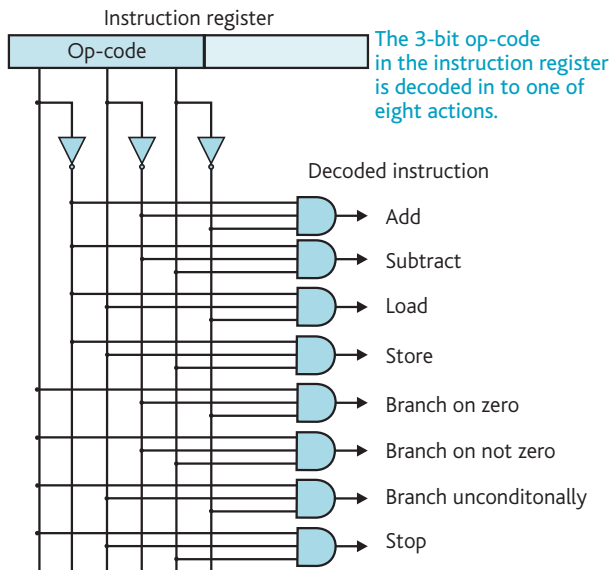 Instruction register
Op-code
The 3-bit op-code
in the instruction register
is decoded in to one of
eight actions.
Decoded instruction
Add
Subtract
Load
Store
Branch on zero
Branch on not zero
Branch unconditonally
Stop